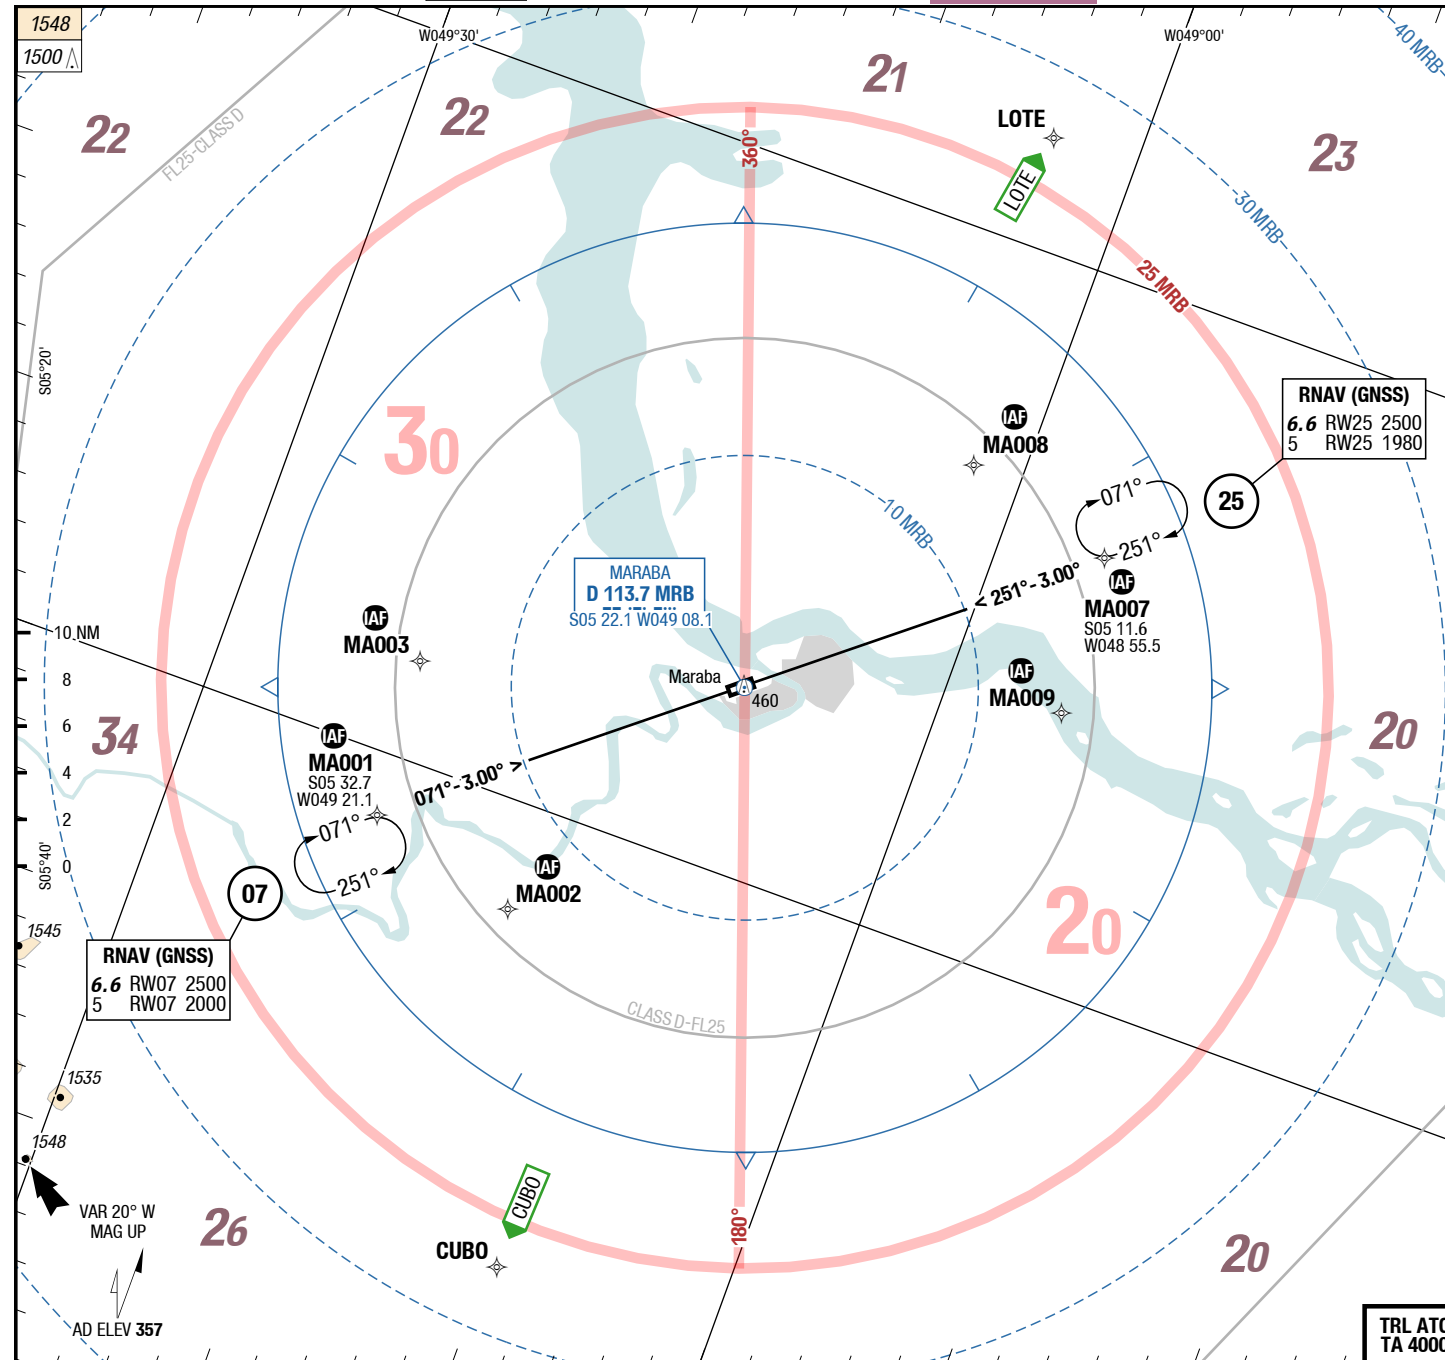 1548
1500
W049°30'
W049°00'
40 MRB
21
22
22
23
LOTE
LOTE
FL25-CLASS D
360°
30 MRB
25 MRB
S05°20'
RNAV (GNSS)
6.6 RW25 2500
5 RW25 1980
30
IAF
MA008
071°
25
251°
10 MRB
MARABA
D 113.7 MRB
S05 22.1 W049 08.1
< 251°-3.00°
IAF
MA007
S05 11.6
W048 55.5
IAF
MA003
10 NM
8
6
4
2
0
Maraba
460
IAF
MA009
34
20
IAF
MA001
S05 32.7
W049 21.1
071°-3.00° >
071°
251°
S05°40'
07
IAF
MA002
20
1545
RNAV (GNSS)
6.6 RW07 2500
5 RW07 2000
CLASS D-FL25
1535
1548
VAR 20° W
MAG UP
26
CUBO
CUBO
180°
20
AD ELEV 357
TRL ATC
TA 4000